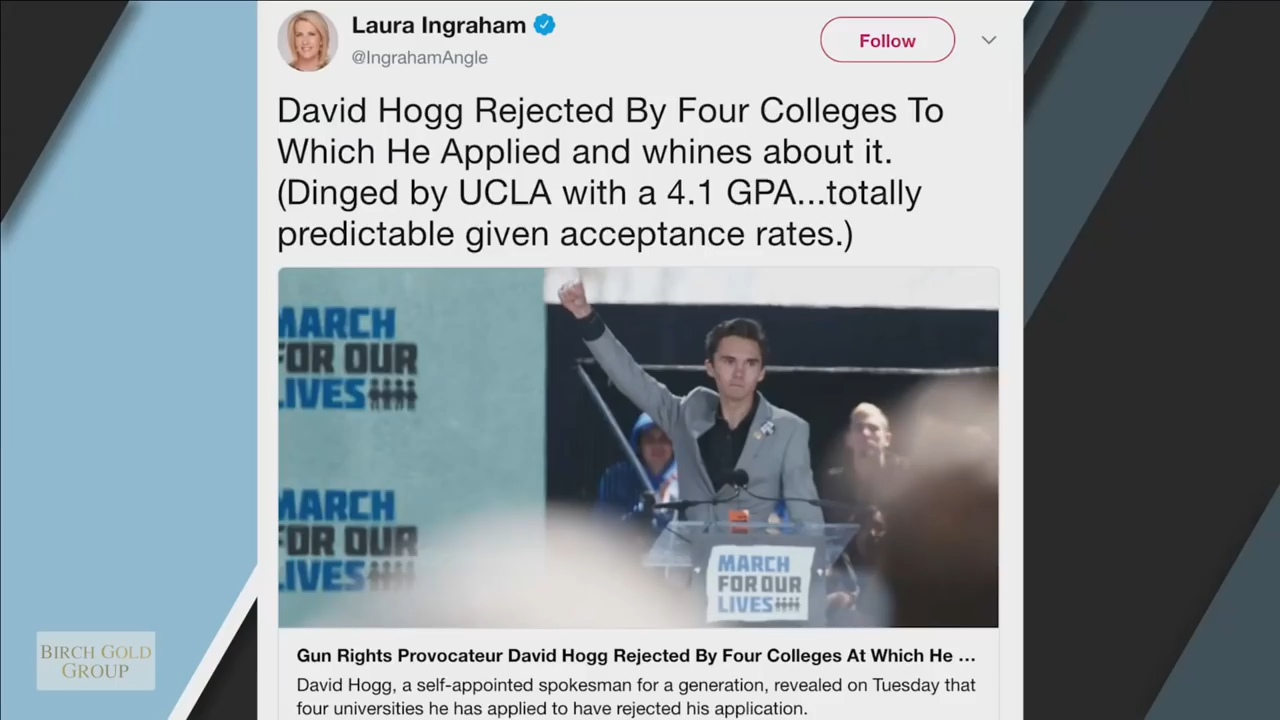 Laura Ingraham
Follow
@IngrahamAngle
David Hogg Rejected By Four Colleges To
Which He Applied and whines about it.
(Dinged by UCLA with a 4.1 GPA...totally
predictable given acceptance rates.)
MARCH
FOR OUR
LIVES
MARCH
FOR OUR
LIVES
MARCH
FOR OUR
LIVES
Gun Rights Provocateur David Hogg Rejected By Four Colleges At Which He ...
David Hogg, a self-appointed spokesman for a generation, revealed on Tuesday that
four universities he has applied to have rejected his application.
BIRCH GOLD
GROUP